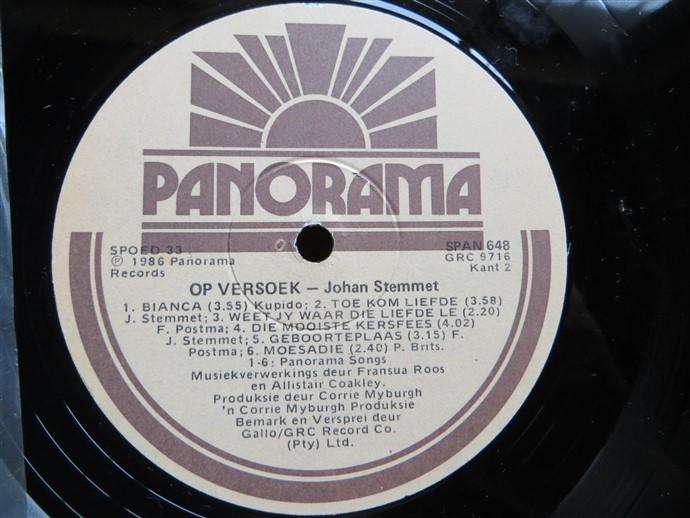 PANORAMA
SPOED 33
℗ 1986 Panorama
Records
SPAN 648
GRC 9716
Kant 2
OP VERSOEK — Johan Stemmet
1. BIANCA (3.55) Kupido; 2. TOE KOM LIEFDE (3.58)
J. Stemmet; 3. WEET JY WAAR DIE LIEFDE LE (2.20)
F. Postma; 4. DIE MOOISTE KERSFEES (4.02)
J. Stemmet; 5. GEBOORTEPLAAS (3.15) F.
Postma; 6. MOESADIE (2.40) P. Brits.
1-6: Panorama Songs
Musiekverwerkings deur Fransua Roos
en Allistair Coakley.
Produksie deur Corrie Myburgh
'n Corrie Myburgh Produksie
Bemark en Versprei deur
Gallo/GRC Record Co.
(Pty) Ltd.